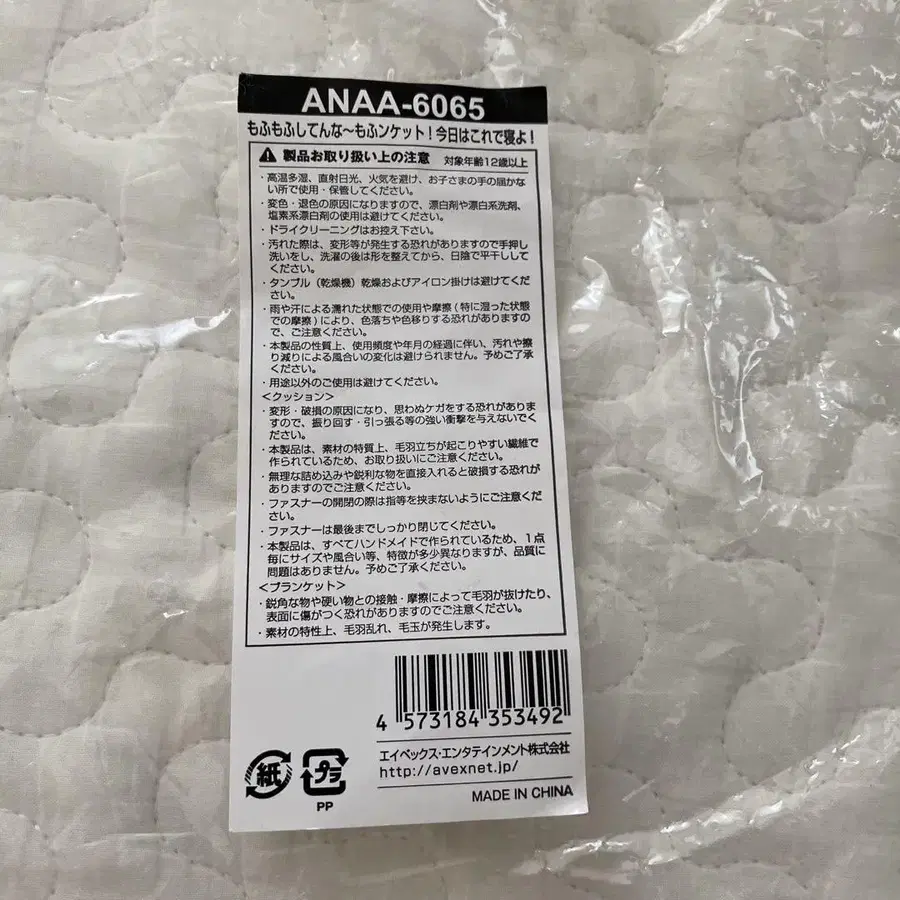 ANAA-6065
もふもふしてんな~もふンケット!今日はこれで寝よ!
製品お取り扱い上の注意 対象年齢12歳以上
・高温多湿、直射日光、火気を避け、お子さまの手の届かな
い所で使用・保管してください。
・変色・退色の原因になりますので、漂白剤や漂白系洗剤、
塩素系漂白剤の使用は避けてください。
・ドライクリーニングはお控え下さい。
・汚れた際は、変形等が発生する恐れがありますので手押し
洗いをし、洗濯の後は形を整えてから、日陰で平干しして
ください。
・タンブル(乾燥機)乾燥およびアイロン掛けは避けてくだ
さい。
・雨や汗による濡れた状態での使用や摩擦(特に湿った状態
での摩擦)により、色落ちや色移りする恐れがありますの
で、ご注意ください。
・本製品の性質上、使用頻度や年月の経過に伴い、汚れや擦
り減りによる風合いの変化は避けられません。予めご了承
ください。
・用途以外のご使用は避けてください。
<クッション>
・変形・破損の原因になり、思わぬケガをする恐れがありま
すので、振り回す・引っ張る等の強い衝撃を与えないでく
ださい。
・本製品は、素材の特質上、毛羽立ちが起こりやすい繊維で
作られているため、お取り扱いにご注意ください。
・無理な詰め込みや鋭利な物を直接入れると破損する恐れが
ありますのでご注意ください。
・ファスナーの開閉の際は指等を挟まないようにご注意くだ
さい。
・ファスナーは最後までしっかり閉じてください。
・本製品は、すべてハンドメイドで作られているため、1点
毎にサイズや風合い等、特徴が多少異なりますが、品質に
問題はありません。予めご了承ください。
<ブランケット>
・鋭角な物や硬い物との接触・摩擦によって毛羽が抜けたり、
表面に傷がつく恐れがありますのでご注意ください。
・素材の特性上、毛羽乱れ、毛玉が発生します。
4 573184 353492
エイベックス・エンタテインメント株式会社
http://avexnet.jp/
紙 プラ
PP
MADE IN CHINA